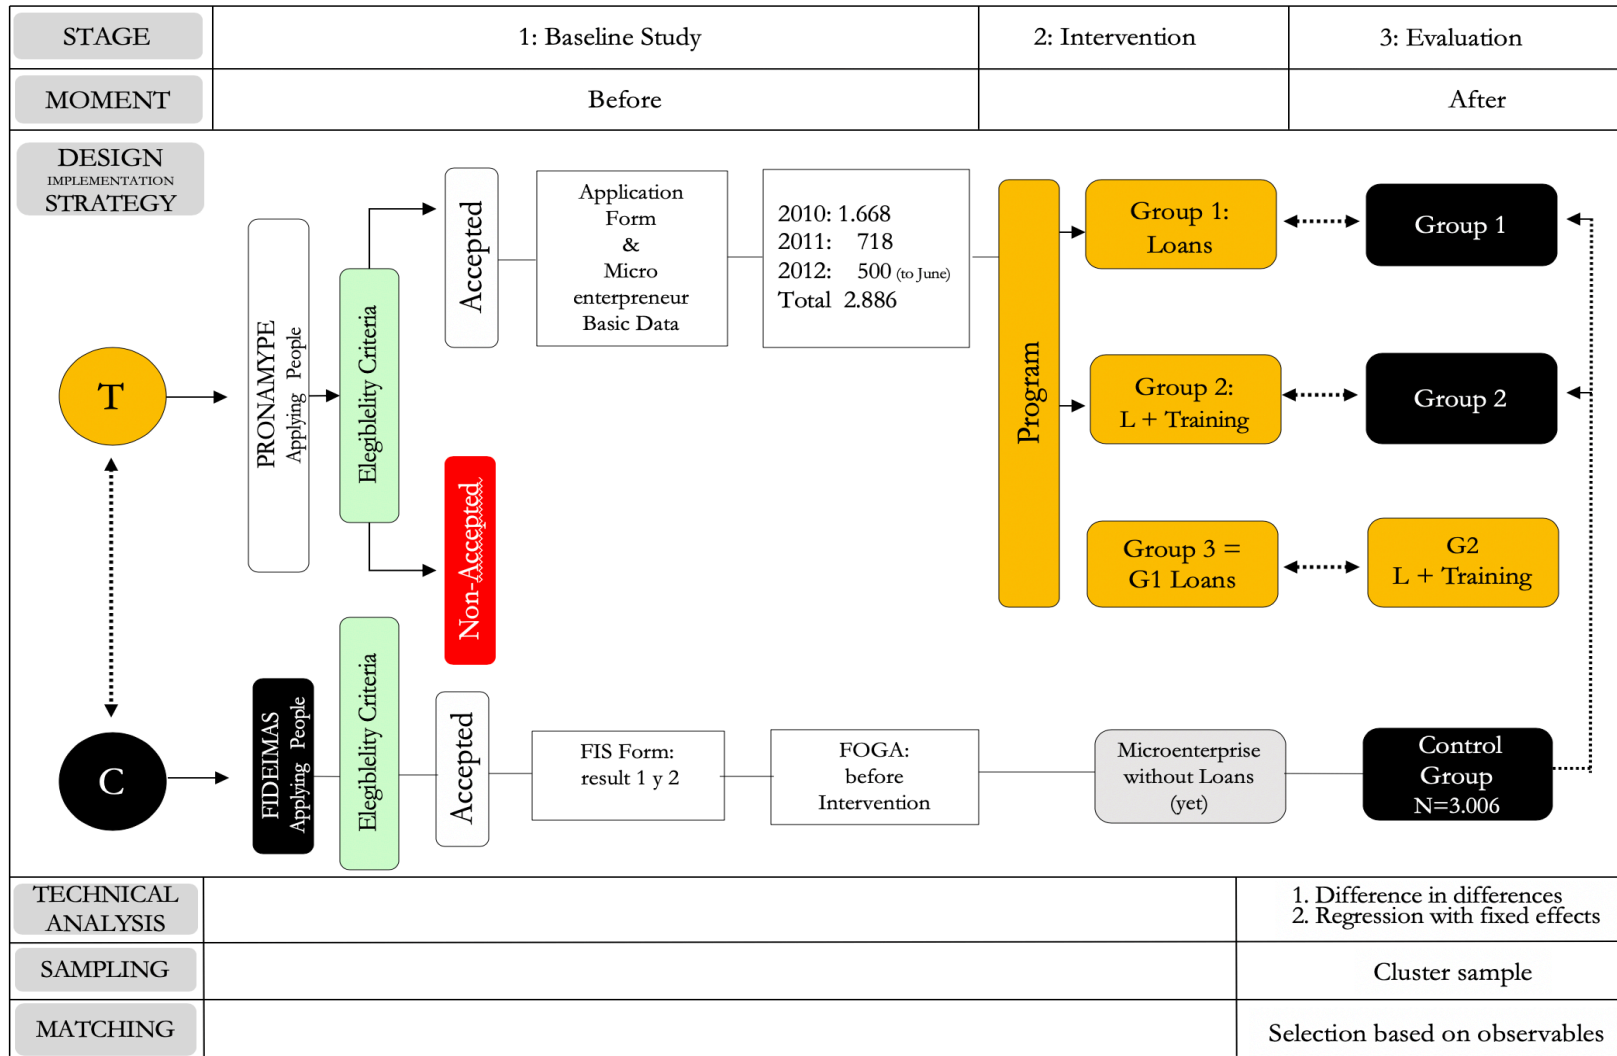 STAGE
1: Baseline Study
2: Intervention
3: Evaluation
MOMENT
Before
After
DESIGN
IMPLEMENTATION
STRATEGY
T
PRONAMYPE
Applying People
Elegiblelity Criteria
Accepted
Non-Accepted
Application
Form
&
Micro
enterpreneur
Basic Data
2010: 1.668
2011: 718
2012: 500 (to June)
Total 2.886
Program
Group 1:
Loans
Group 1
Group 2:
L + Training
Group 2
Group 3 =
G1 Loans
G2
L + Training
C
FIDEIMAS
Applying People
Elegiblelity Criteria
Accepted
FIS Form:
result 1 y 2
FOGA:
before
Intervention
Microenterprise
without Loans
(yet)
Control
Group
N=3.006
TECHNICAL
ANALYSIS
1. Difference in differences
2. Regression with fixed effects
SAMPLING
Cluster sample
MATCHING
Selection based on observables